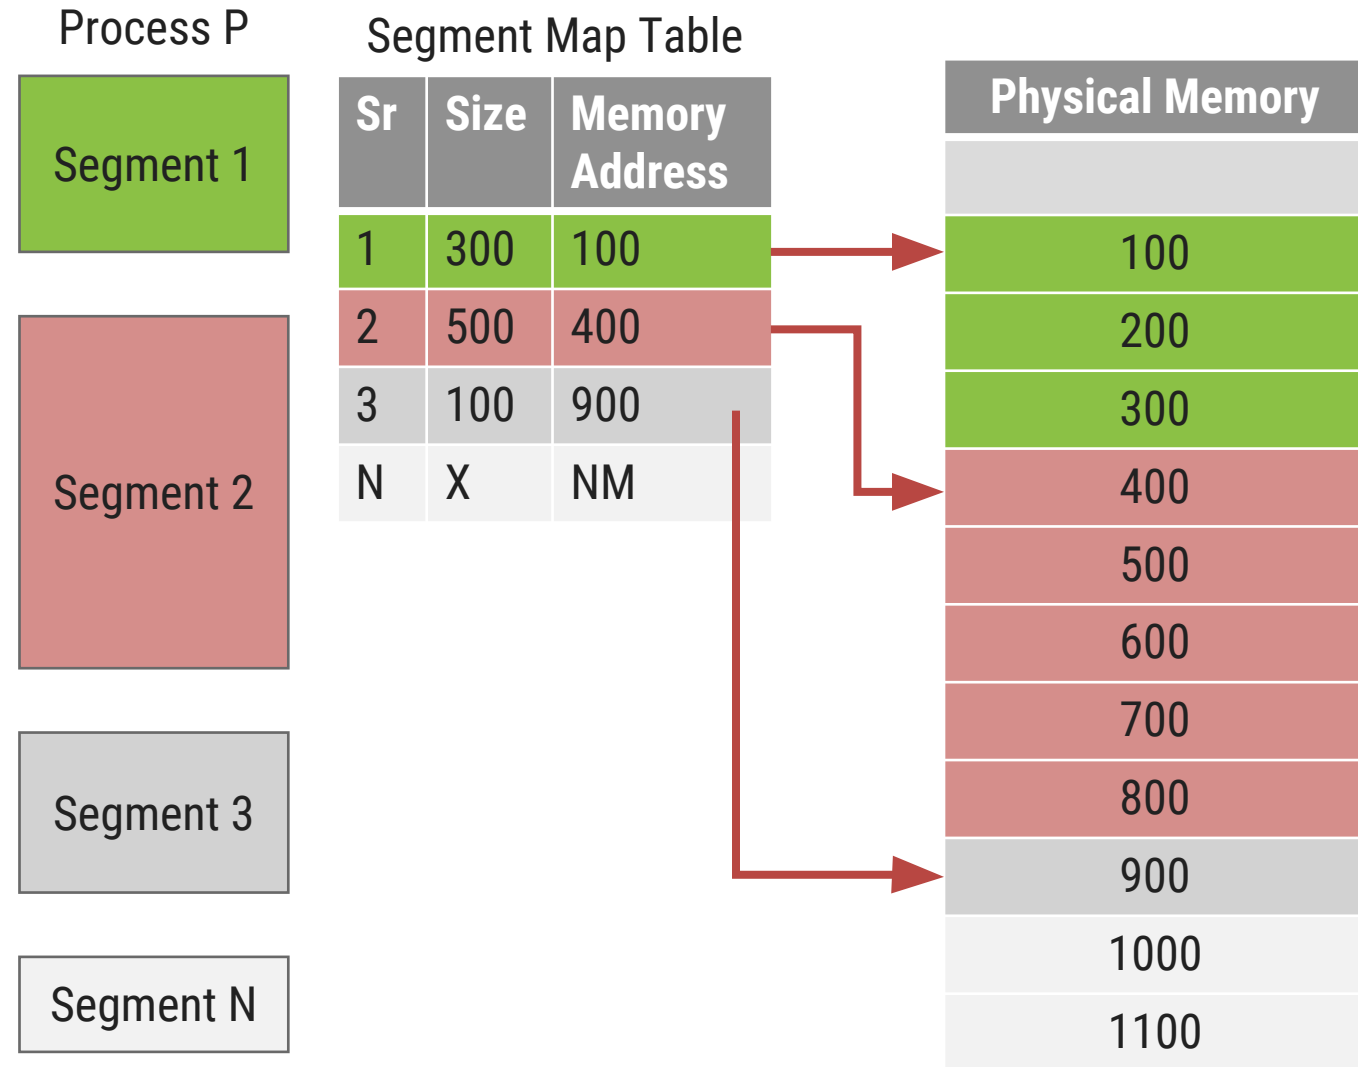 Process P
Segment 1
Segment 2
Segment 3
Segment N
Segment Map Table
Sr Size Memory
Address
1 300 100
2 500 400
3 100 900
N X NM
Physical Memory
100
200
300
400
500
600
700
800
900
1000
1100